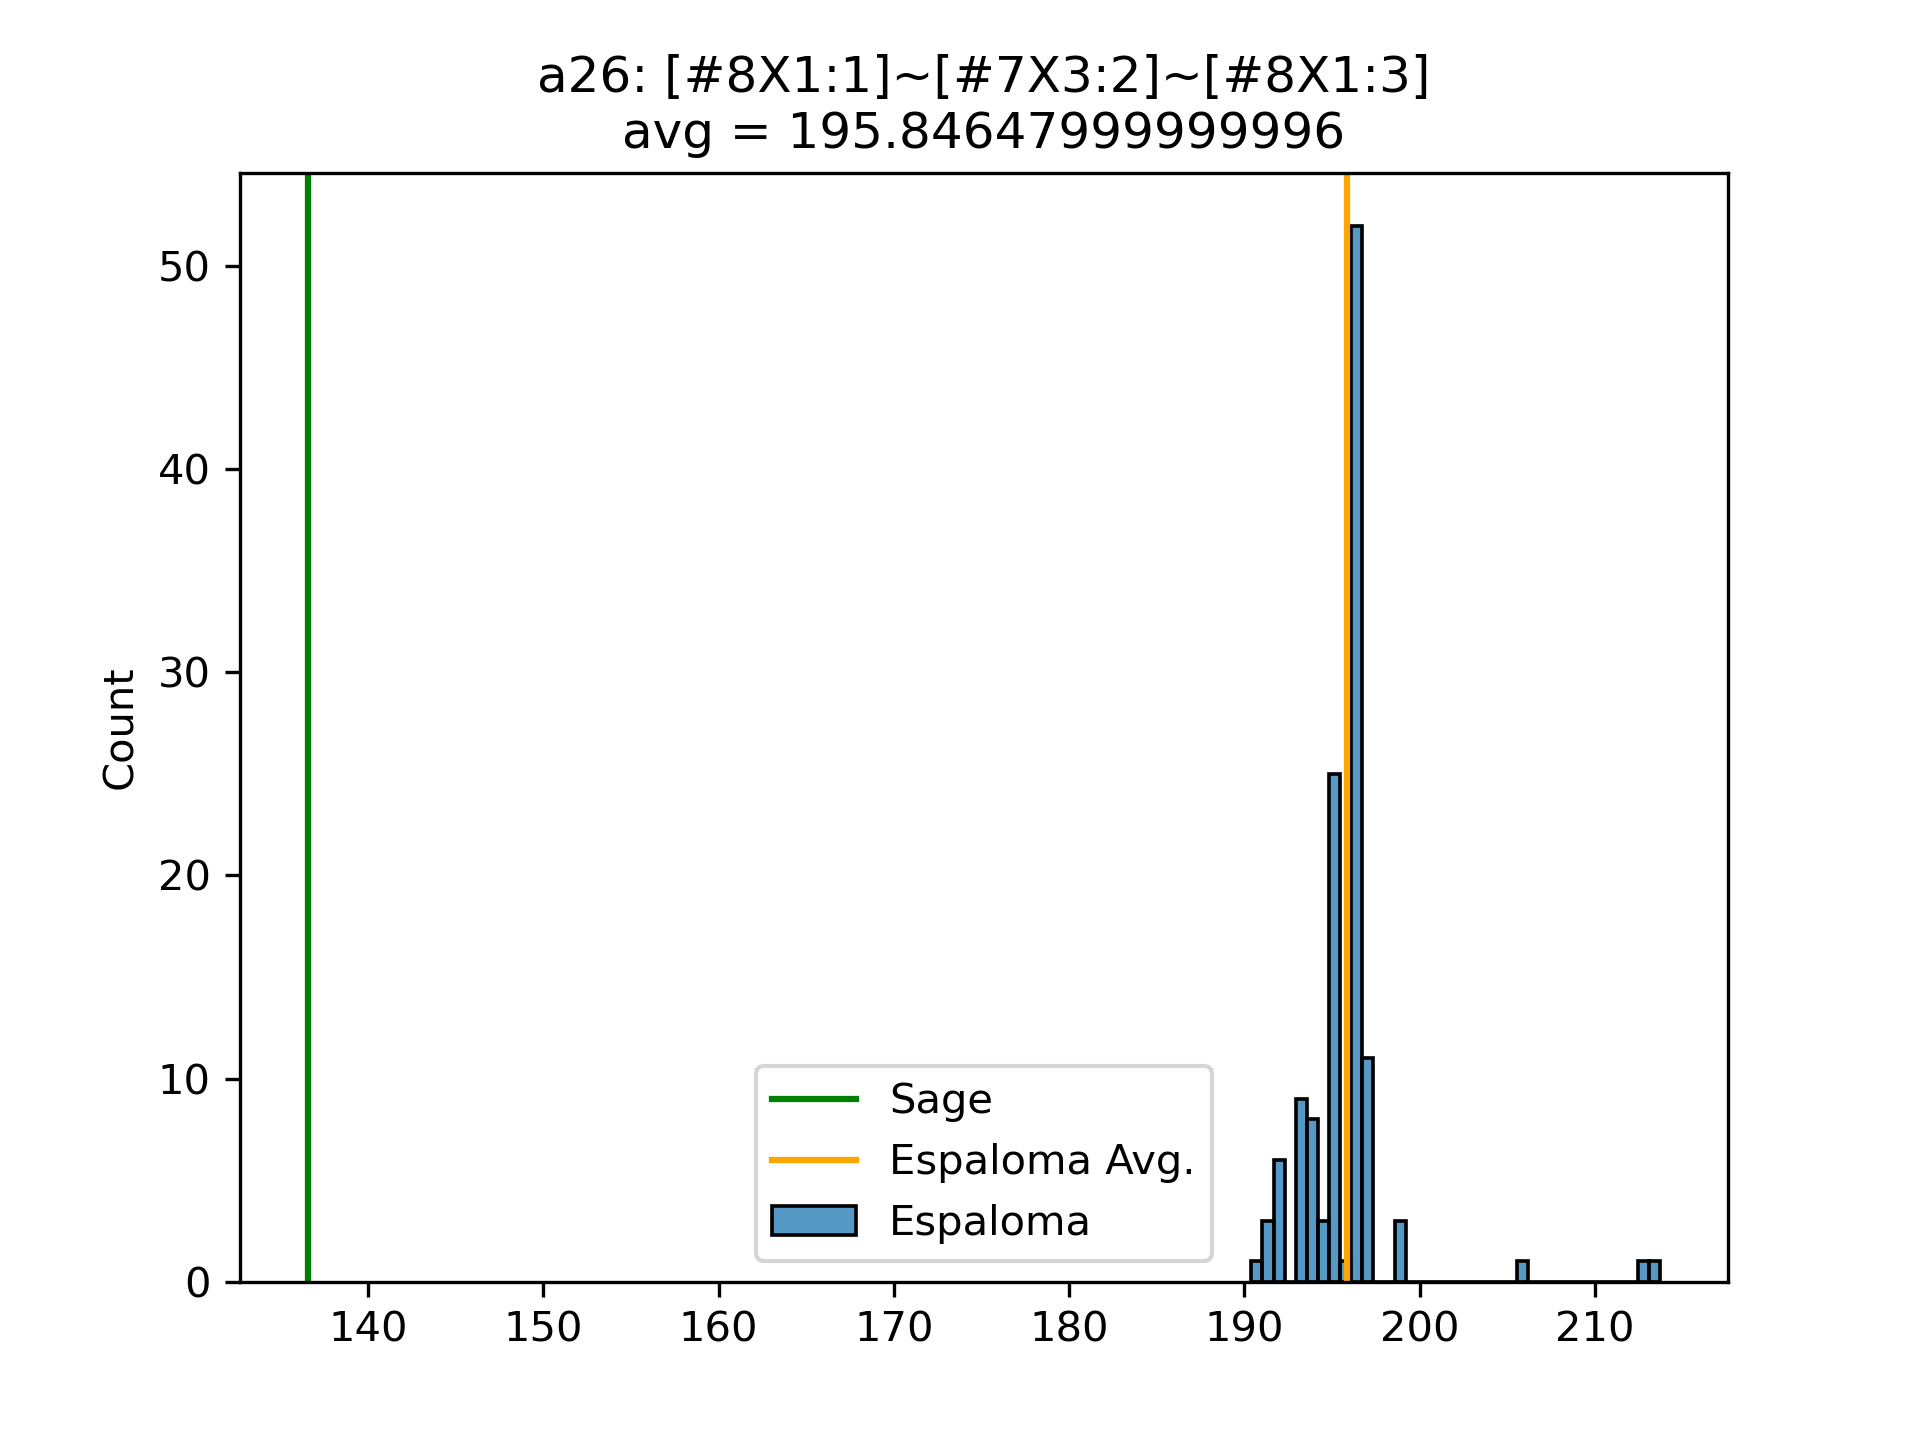 a26: [#8X1:1]~[#7X3:2]~[#8X1:3]
avg = 195.84647999999996
50
40
30
20
10
0
Count
Sage
Espaloma Avg.
Espaloma
140 150 160 170 180 190 200 210